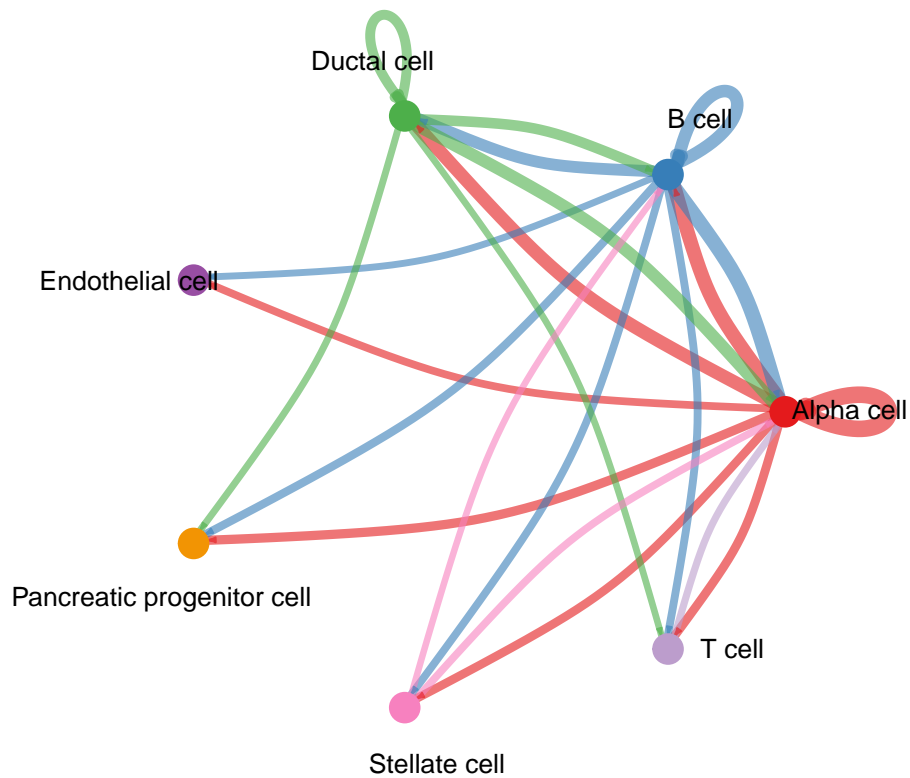 Ductal cell
B cell
Endothelial cell
Alpha cell
Pancreatic progenitor cell
T cell
Stellate cell